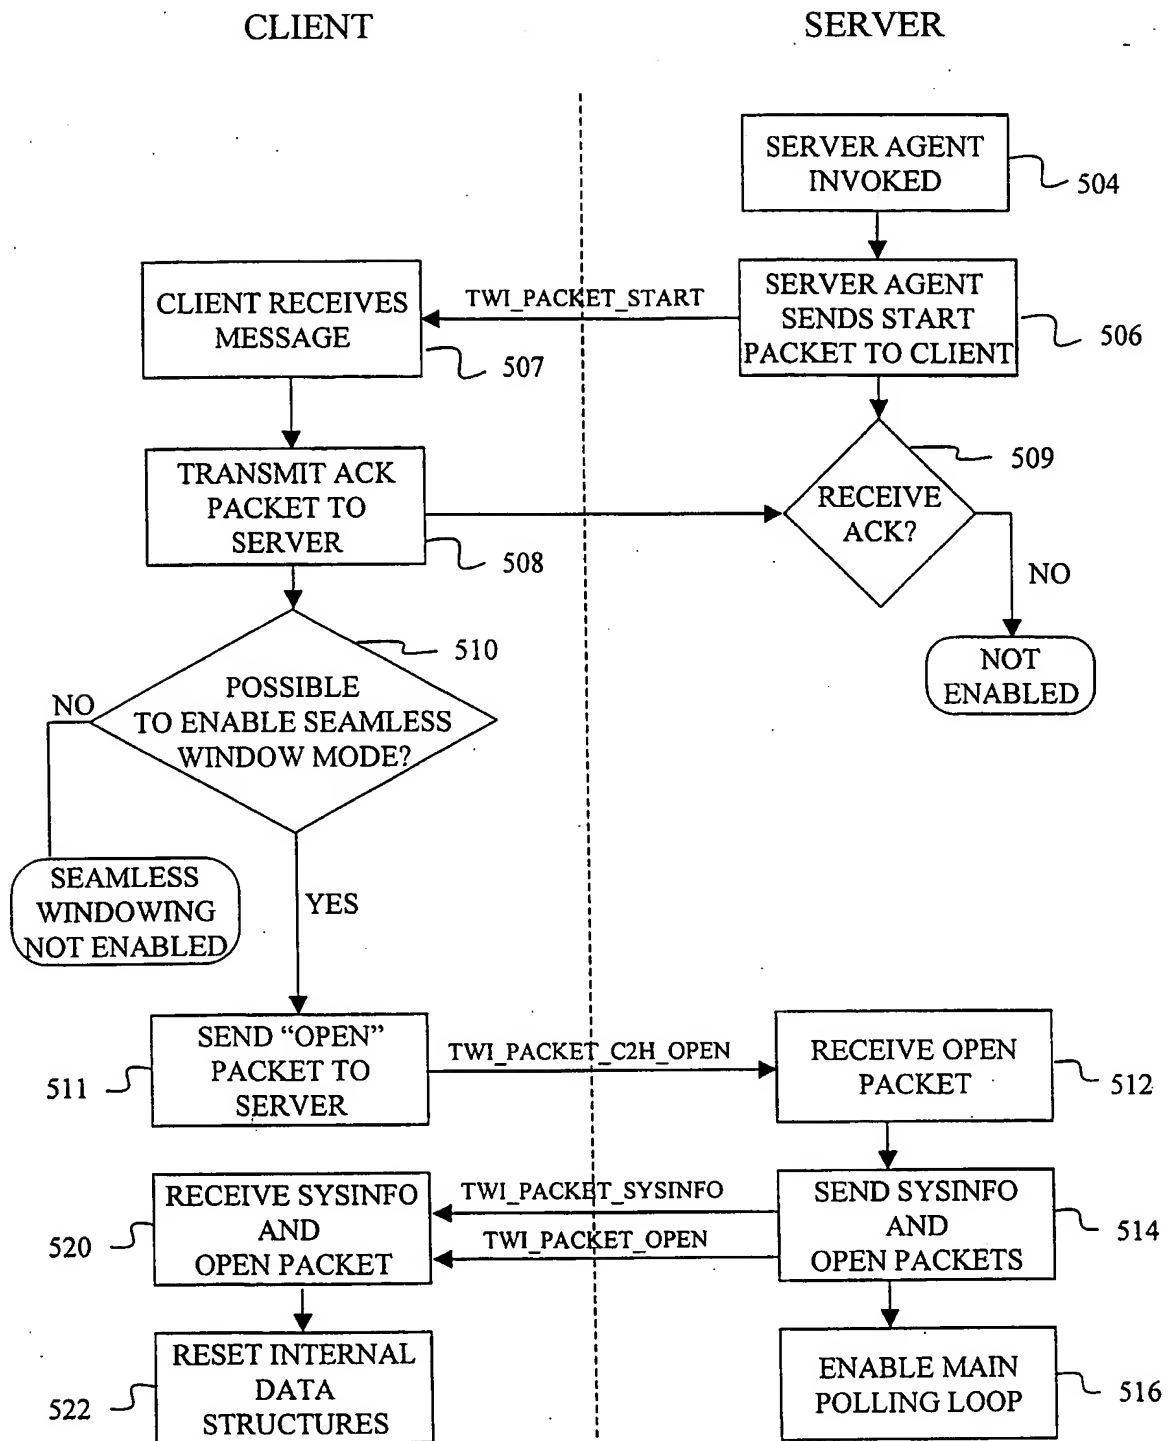 CLIENT
SERVER
SERVER AGENT
INVOKED
504
CLIENT RECEIVES
MESSAGE
507
TWI_PACKET_START
SERVER AGENT
SENDS START
PACKET TO CLIENT
506
TRANSMIT ACK
PACKET TO
SERVER
508
RECEIVE
ACK?
509
NO
NOT
ENABLED
510
POSSIBLE
TO ENABLE SEAMLESS
WINDOW MODE?
NO
SEAMLESS
WINDOWING
NOT ENABLED
YES
SEND “OPEN”
PACKET TO
SERVER
511
TWI_PACKET_C2H_OPEN
RECEIVE OPEN
PACKET
512
RECEIVE SYSINFO
AND
OPEN PACKET
520
TWI_PACKET_SYSINFO
TWI_PACKET_OPEN
SEND SYSINFO
AND
OPEN PACKETS
514
RESET INTERNAL
DATA
STRUCTURES
522
ENABLE MAIN
POLLING LOOP
516